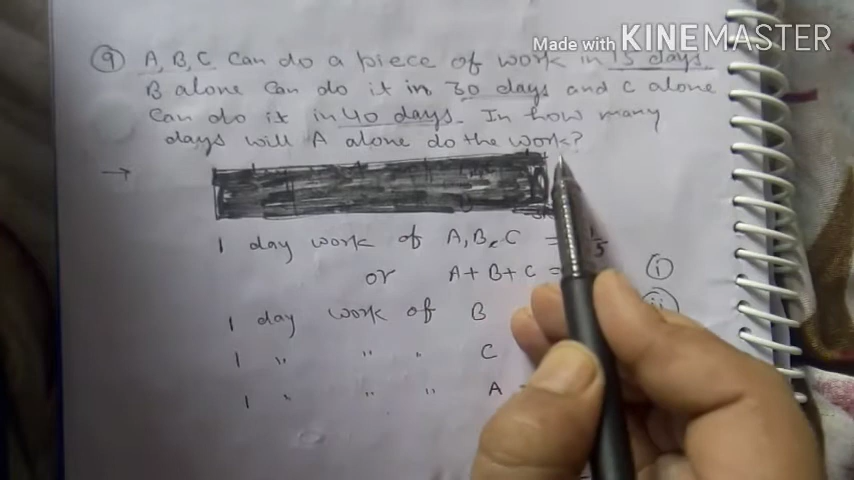 Made with KINEMASTER
9 A, B, C can do a piece of work in 15 days.
B alone can do it in 30 days and C alone
can do it in 40 days. In how many
days will A alone do the work?
→
1 day work of A, B, C =
or A + B + C = (i)
1 day work of B (ii)
1 " " " C
1 " " " A